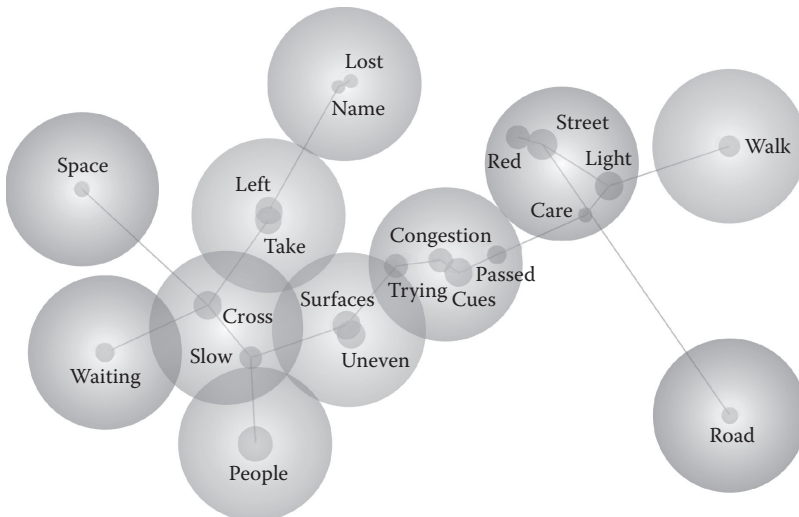 Lost
Name
Street
Red
Light
Walk
Space
Left
Care
Take
Congestion
Passed
Trying
Cues
Surfaces
Cross
Slow
Uneven
Waiting
Road
People